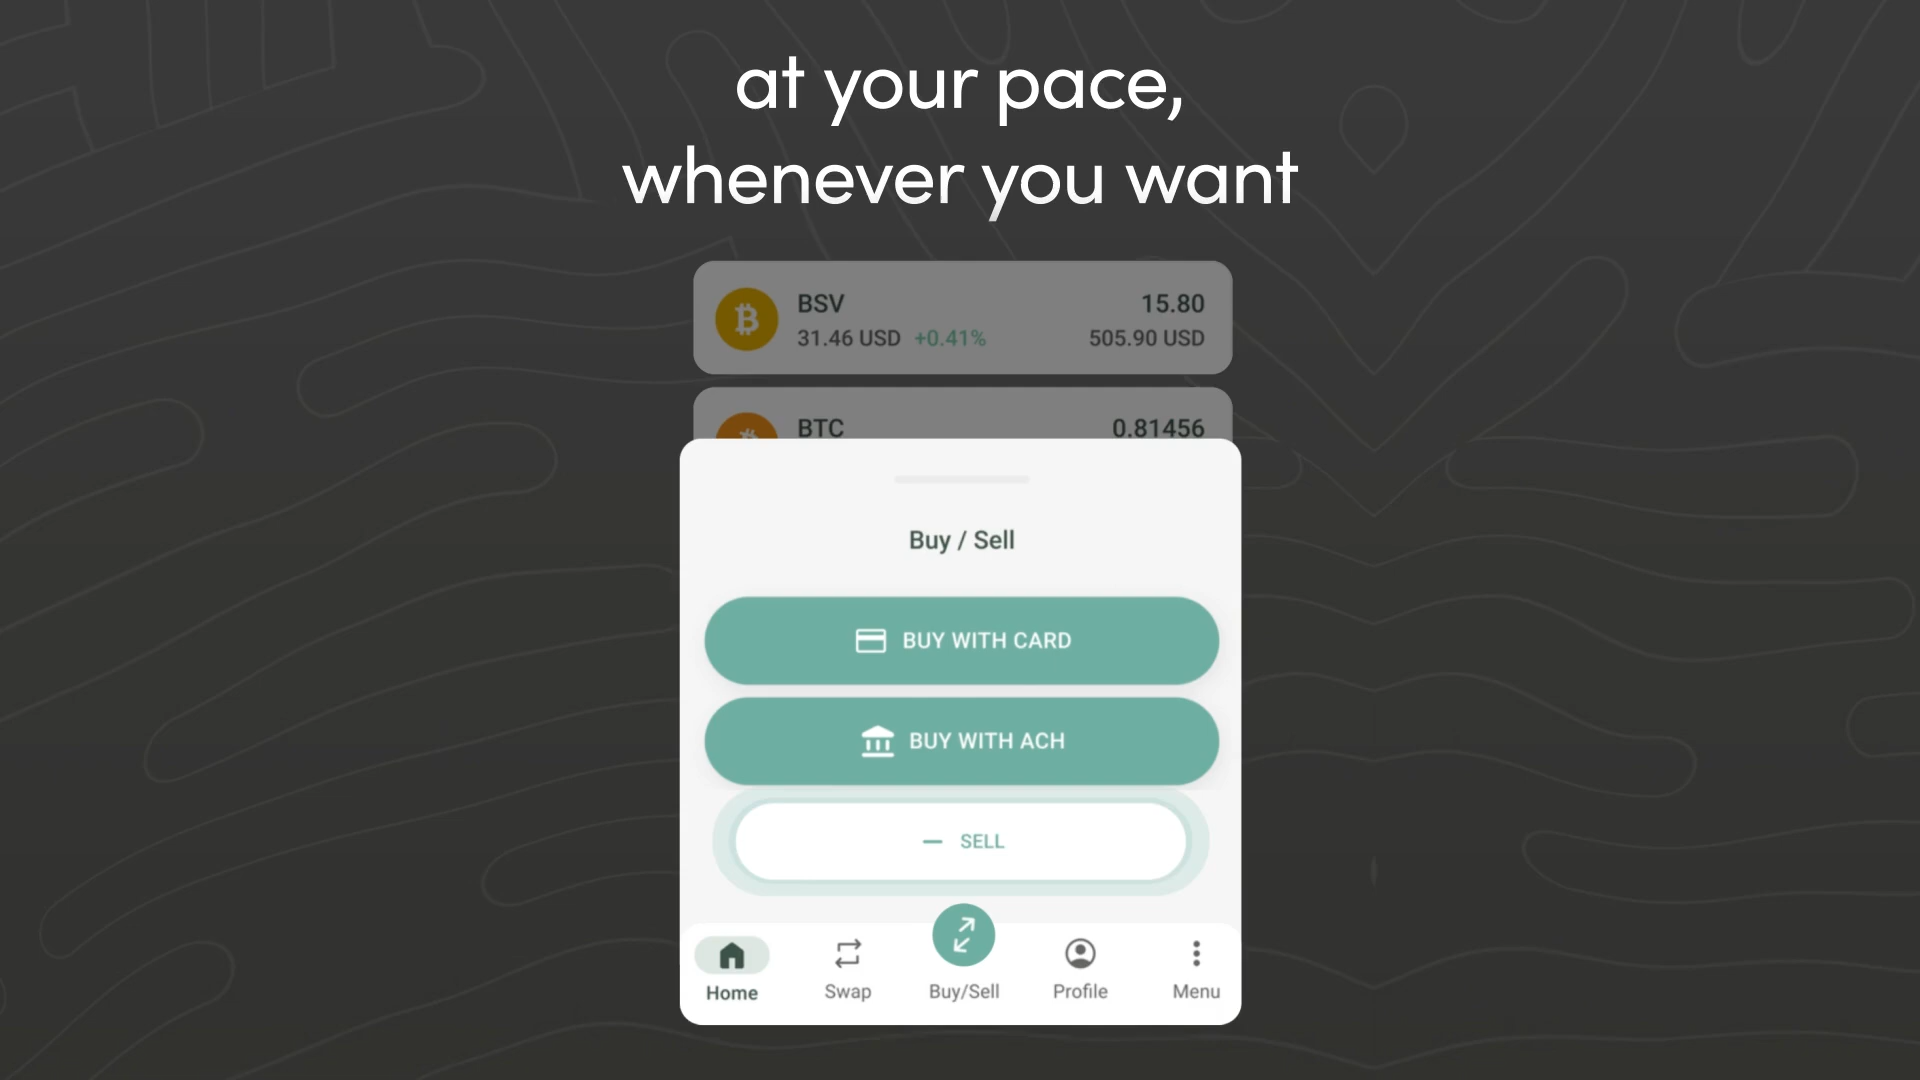 at your pace,
whenever you want
BSV 15.80
31.46 USD +0.41% 505.90 USD
BTC 0.81456
Buy / Sell
BUY WITH CARD
BUY WITH ACH
SELL
Home Swap Buy/Sell Profile Menu